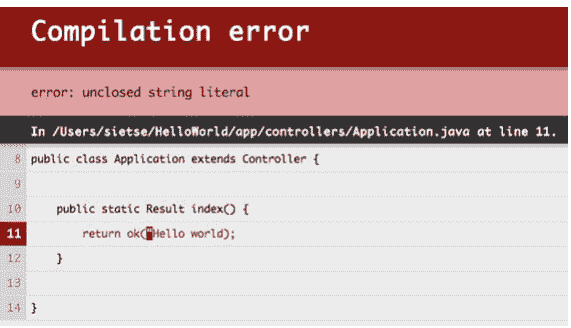 Compilation error
error: unclosed string literal
In /Users/sietse/HelloWorld/app/controllers/Application.java at line 11.
8 public class Application extends Controller {
9
10     public static Result index() {
11         return ok("Hello world);
12     }
13
14 }